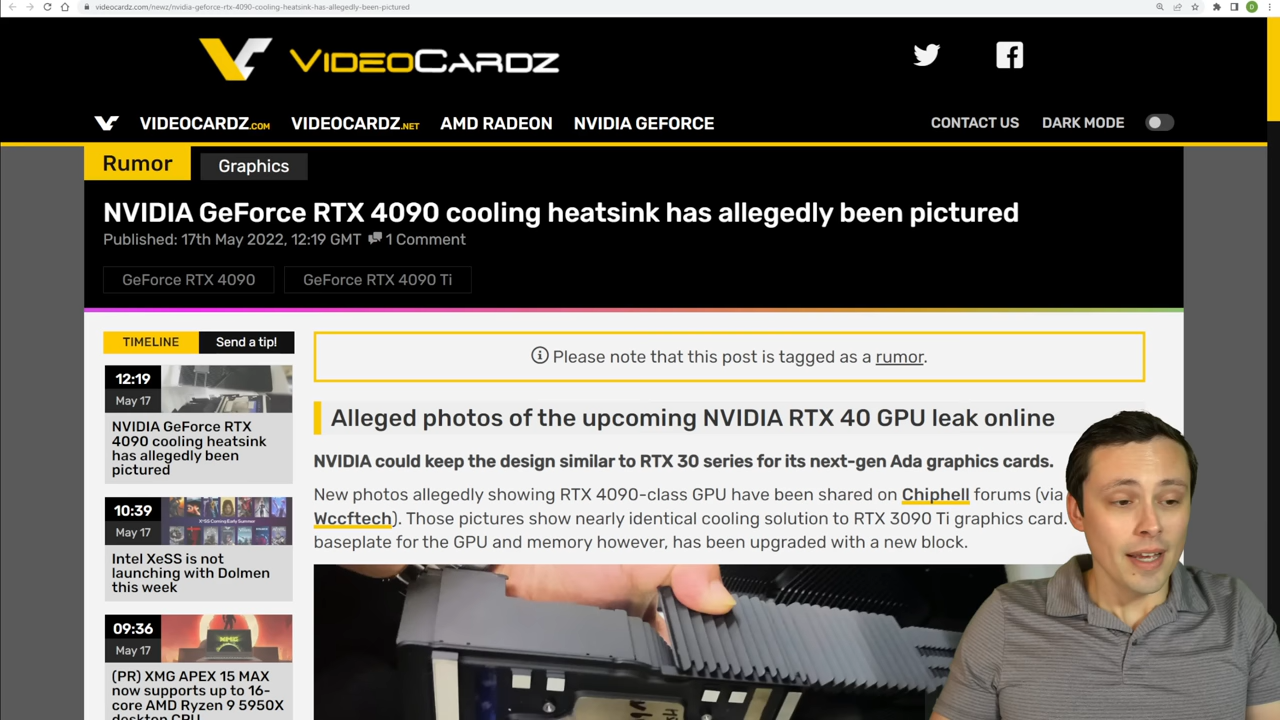 videocardz.com/newz/nvidia-geforce-rtx-4090-cooling-heatsink-has-allegedly-been-pictured
VIDEOCARDZ
VIDEOCARDZ.COM VIDEOCARDZ.NET AMD RADEON NVIDIA GEFORCE CONTACT US DARK MODE
Rumor Graphics
NVIDIA GeForce RTX 4090 cooling heatsink has allegedly been pictured
Published: 17th May 2022, 12:19 GMT 1 Comment
GeForce RTX 4090 GeForce RTX 4090 Ti
TIMELINE Send a tip!
12:19
May 17
NVIDIA GeForce RTX
4090 cooling heatsink
has allegedly been
pictured
10:39
May 17
Intel XeSS is not
launching with Dolmen
this week
09:36
May 17
(PR) XMG APEX 15 MAX
now supports up to 16-
core AMD Ryzen 9 5950X
desktop CPU
Please note that this post is tagged as a rumor.
Alleged photos of the upcoming NVIDIA RTX 40 GPU leak online
NVIDIA could keep the design similar to RTX 30 series for its next-gen Ada graphics cards.
New photos allegedly showing RTX 4090-class GPU have been shared on Chiphell forums (via
Wccftech). Those pictures show nearly identical cooling solution to RTX 3090 Ti graphics card.
baseplate for the GPU and memory however, has been upgraded with a new block.